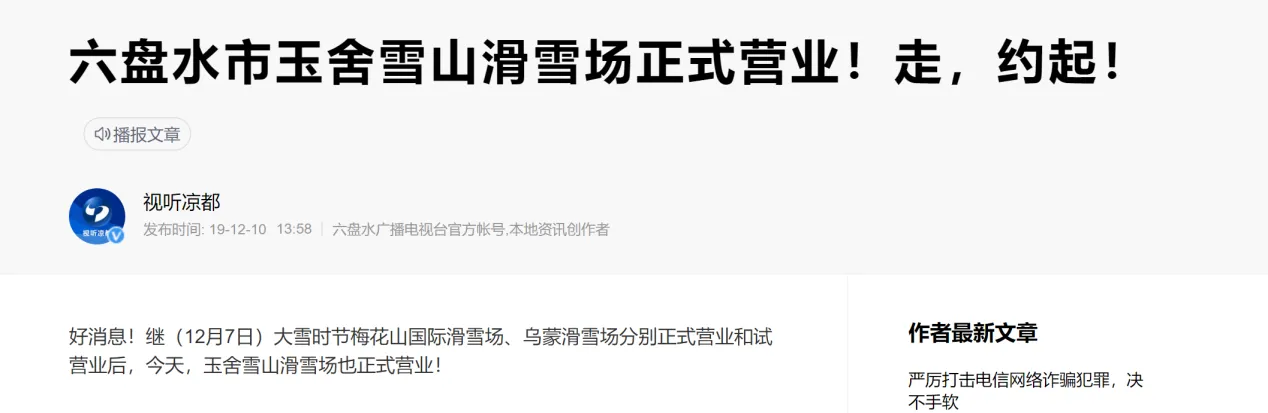 六盘水市玉舍雪山滑雪场正式营业！走，约起！
播报文章
视听凉都
发布时间: 19-12-10 13:58 六盘水广播电视台官方帐号,本地资讯创作者
好消息！继（12月7日）大雪时节梅花山国际滑雪场、乌蒙滑雪场分别正式营业和试
营业后，今天，玉舍雪山滑雪场也正式营业！
作者最新文章
严厉打击电信网络诈骗犯罪，决
不手软